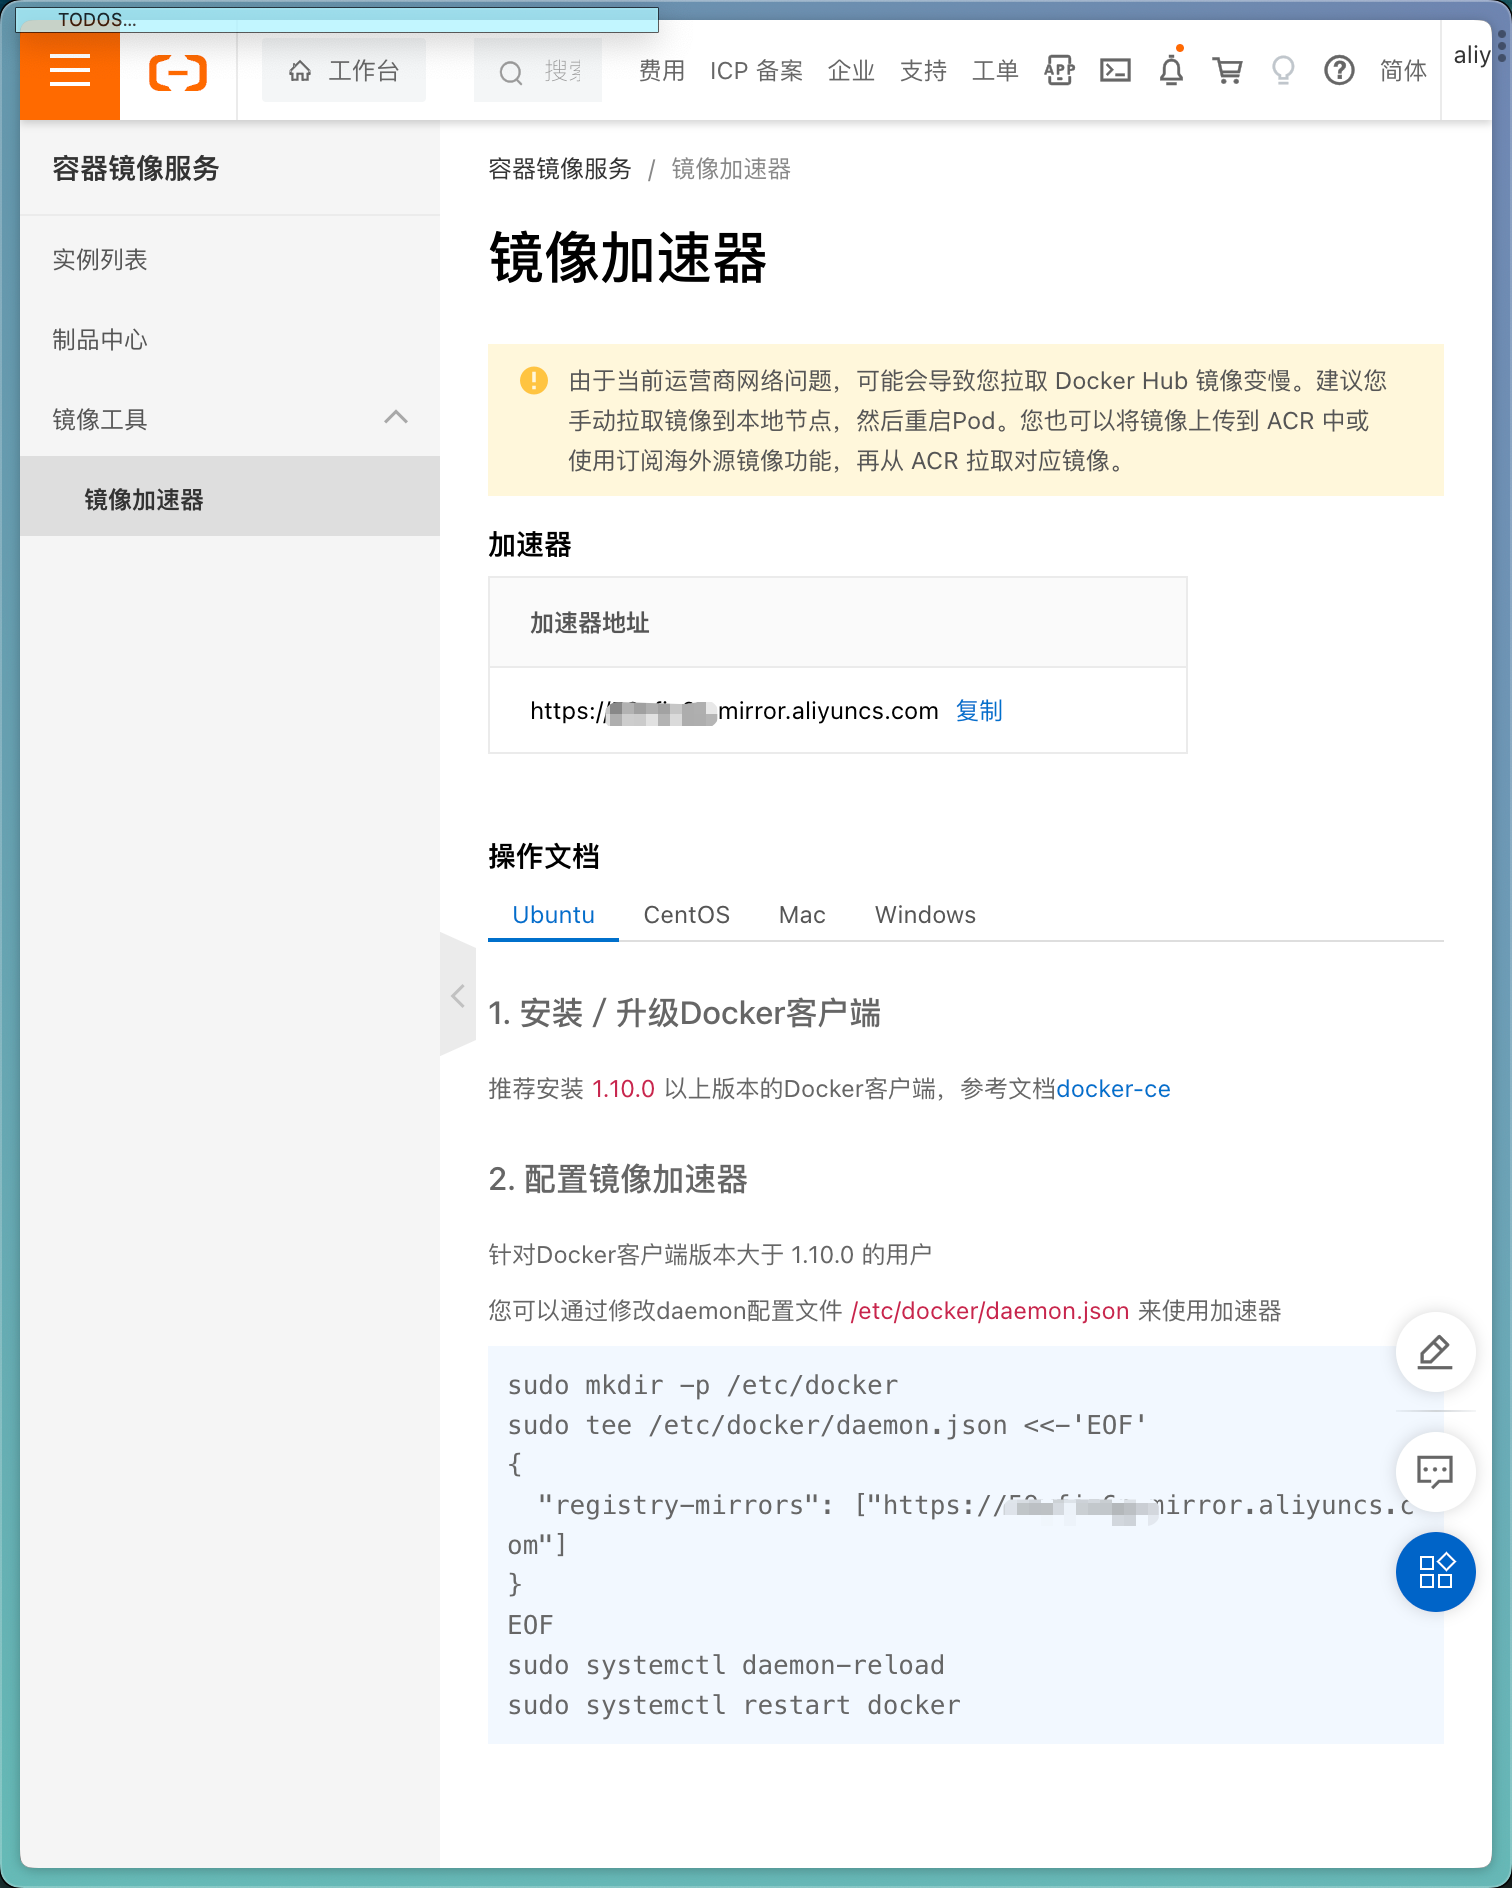 TODOS...
工作台
搜索
费用
ICP 备案
企业
支持
工单
APP
简体
aliy
容器镜像服务
实例列表
制品中心
镜像工具
镜像加速器
容器镜像服务 / 镜像加速器
镜像加速器
由于当前运营商网络问题，可能会导致您拉取 Docker Hub 镜像变慢。建议您
手动拉取镜像到本地节点，然后重启Pod。您也可以将镜像上传到 ACR 中或
使用订阅海外源镜像功能，再从 ACR 拉取对应镜像。
加速器
加速器地址
https:// mirror.aliyuncs.com 复制
操作文档
Ubuntu
CentOS
Mac
Windows
1. 安装 / 升级Docker客户端
推荐安装 1.10.0 以上版本的Docker客户端，参考文档docker-ce
2. 配置镜像加速器
针对Docker客户端版本大于 1.10.0 的用户
您可以通过修改daemon配置文件 /etc/docker/daemon.json 来使用加速器
sudo mkdir -p /etc/docker
sudo tee /etc/docker/daemon.json <<-'EOF'
{
"registry-mirrors": ["https:// mirror.aliyuncs.c
om"]
}
EOF
sudo systemctl daemon-reload
sudo systemctl restart docker